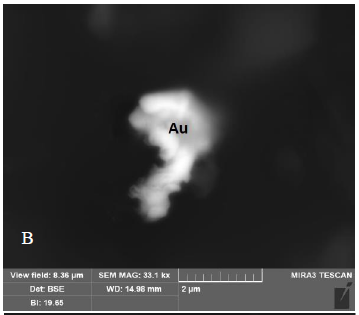 Au
B
View field: 8.36 µm SEM MAG: 33.1 kx MIRA3 TESCAN
Det: BSE WD: 14.98 mm 2 µm
BI: 19.65